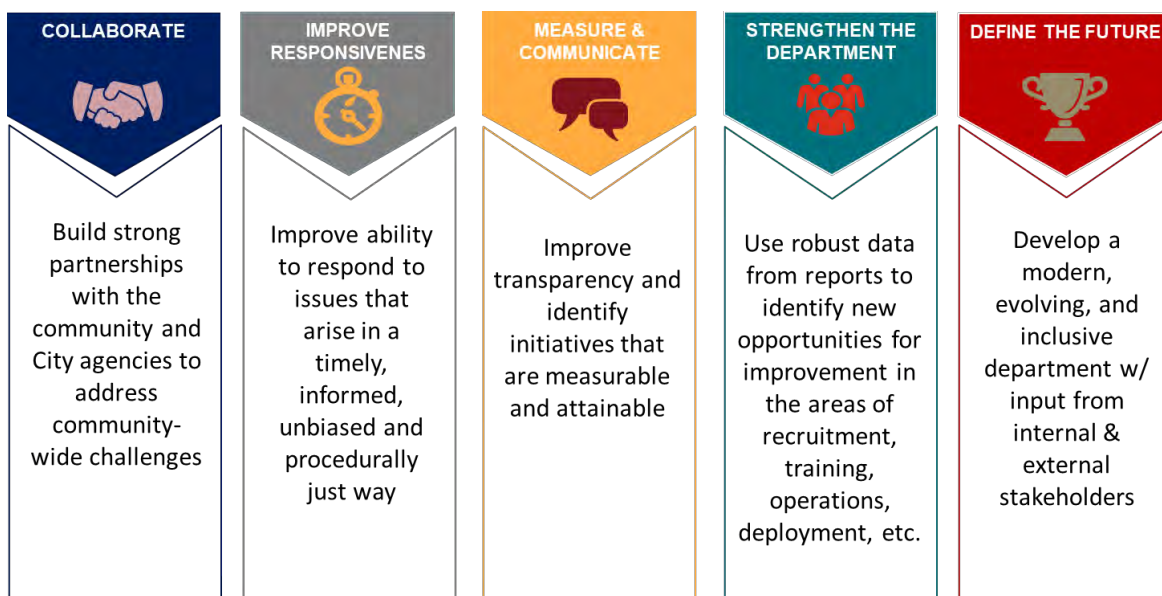 COLLABORATE
Build strong
partnerships
with the
community and
City agencies to
address
community-
wide challenges
IMPROVE
RESPONSIVENES
Improve ability
to respond to
issues that
arise in a
timely,
informed,
unbiased and
procedurally
just way
MEASURE &
COMMUNICATE
Improve
transparency and
identify
initiatives that
are measurable
and attainable
STRENGTHEN THE
DEPARTMENT
Use robust data
from reports to
identify new
opportunities for
improvement in
the areas of
recruitment,
training,
operations,
deployment, etc.
DEFINE THE FUTURE
Develop a
modern,
evolving, and
inclusive
department w/
input from
internal &
external
stakeholders